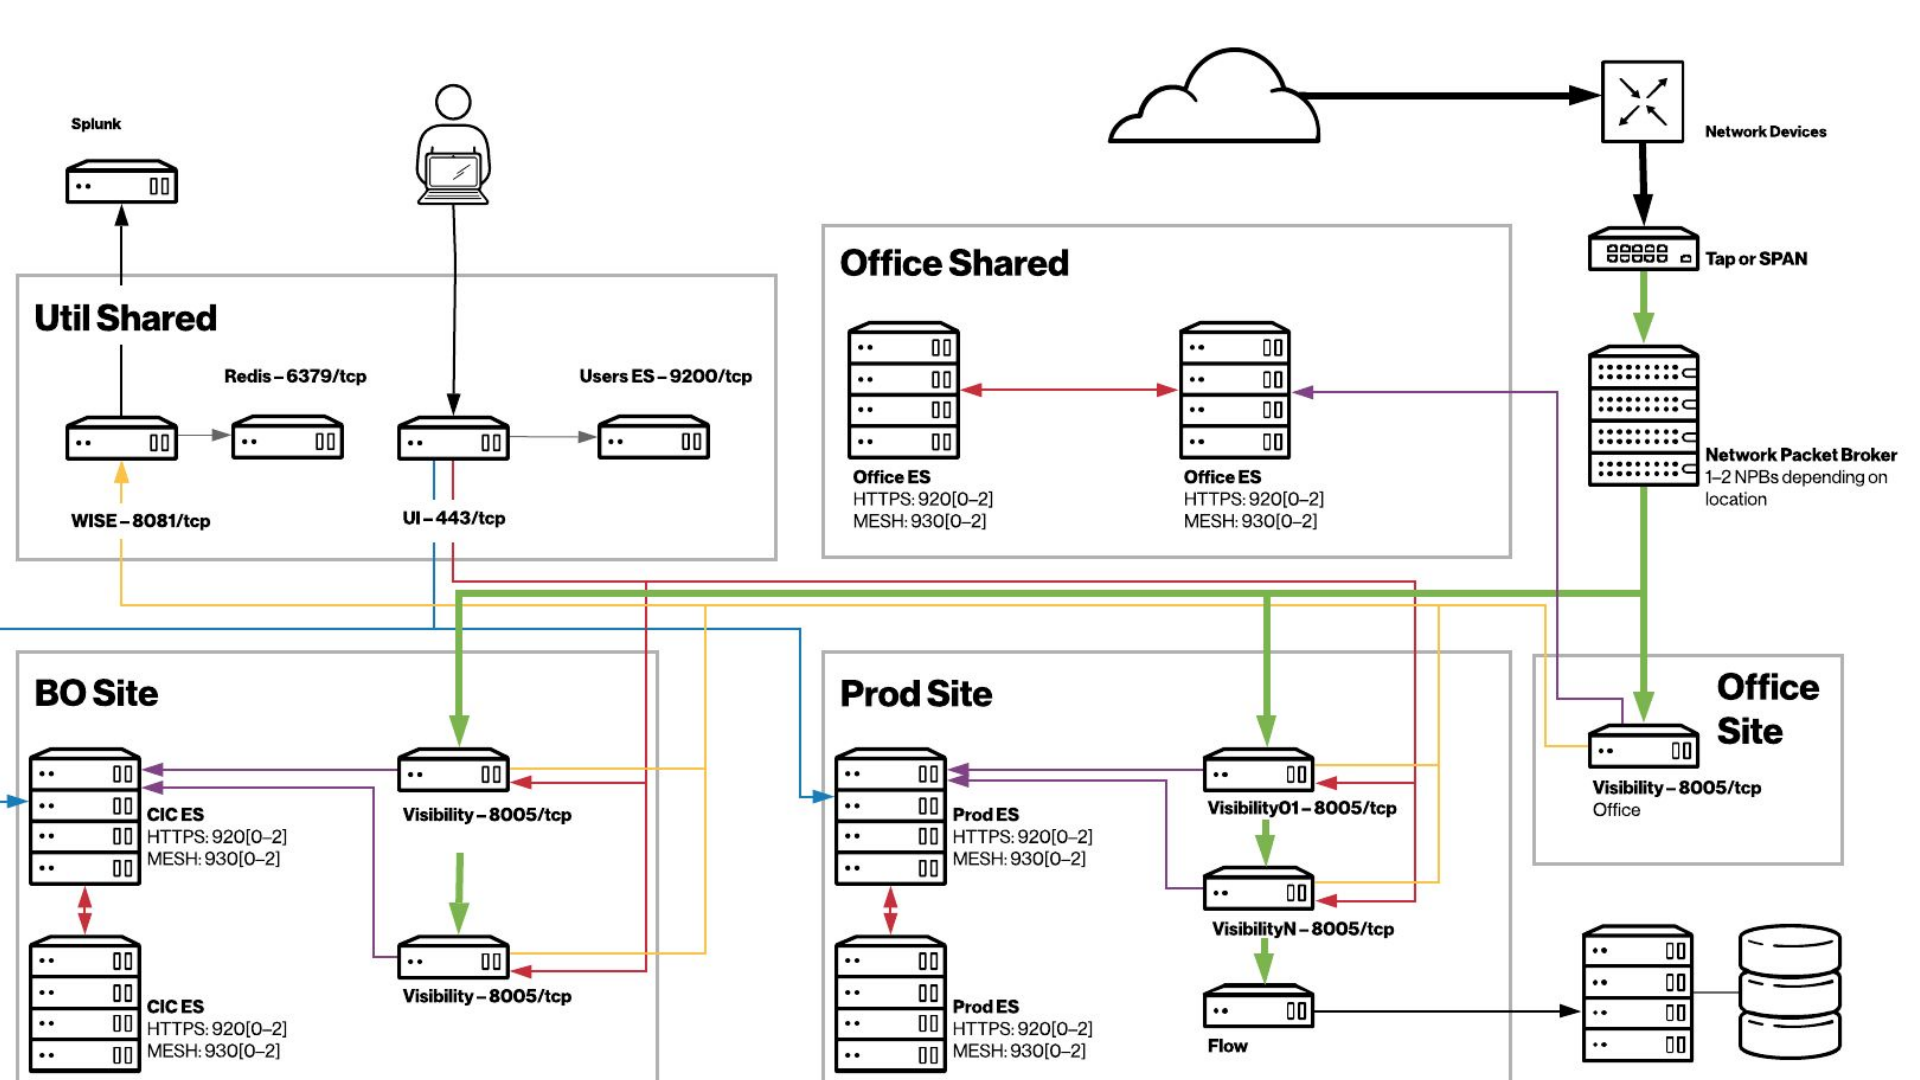 Splunk
Network Devices
Tap or SPAN
Office Shared
Util Shared
Redis – 6379/tcp
Users ES – 9200/tcp
Office ES
HTTPS: 920[0–2]
MESH: 930[0–2]
Office ES
HTTPS: 920[0–2]
MESH: 930[0–2]
Network Packet Broker
1–2 NPBs depending on
location
WISE – 8081/tcp
UI – 443/tcp
BO Site
CIC ES
HTTPS: 920[0–2]
MESH: 930[0–2]
Visibility – 8005/tcp
CIC ES
HTTPS: 920[0–2]
MESH: 930[0–2]
Visibility – 8005/tcp
Prod Site
Prod ES
HTTPS: 920[0–2]
MESH: 930[0–2]
Visibility01 – 8005/tcp
VisibilityN – 8005/tcp
Prod ES
HTTPS: 920[0–2]
MESH: 930[0–2]
Flow
Office
Site
Visibility – 8005/tcp
Office